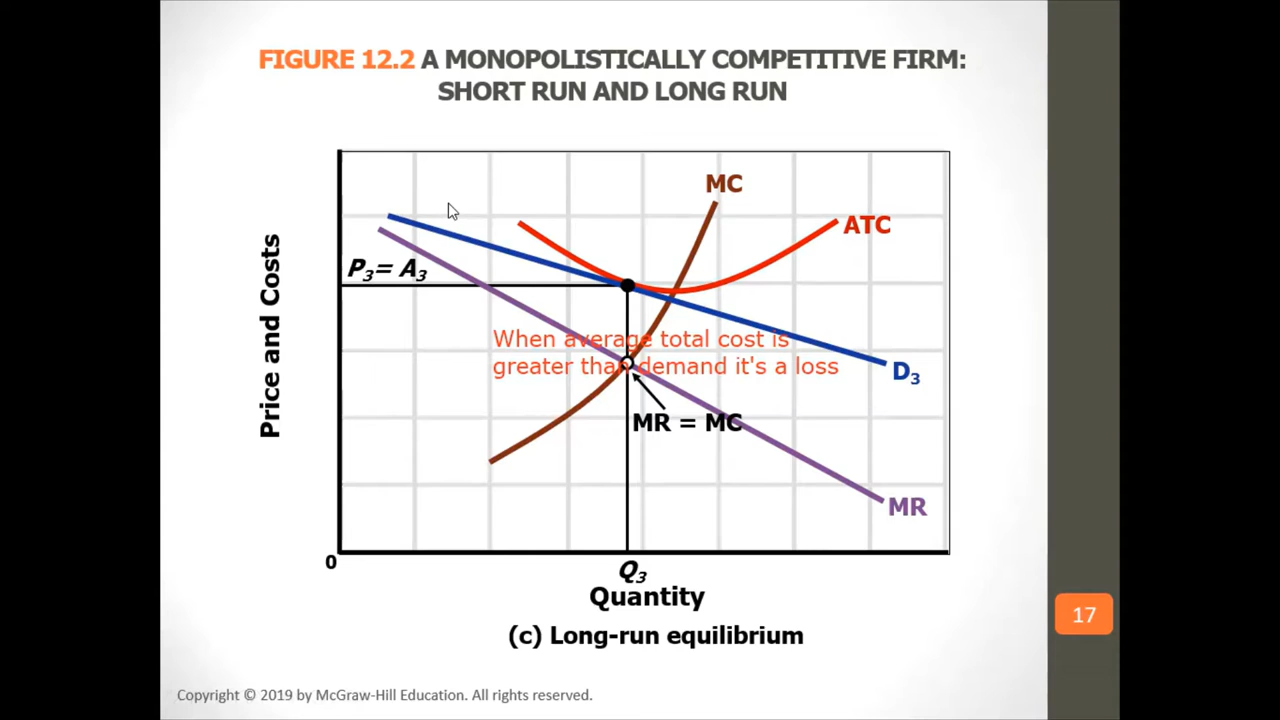 FIGURE 12.2 A MONOPOLISTICALLY COMPETITIVE FIRM:
SHORT RUN AND LONG RUN
MC
ATC
P₃= A₃
Price and Costs
When average total cost is
greater than demand it's a loss
D₃
MR = MC
MR
0
Q₃
Quantity
17
(c) Long-run equilibrium
Copyright © 2019 by McGraw-Hill Education. All rights reserved.